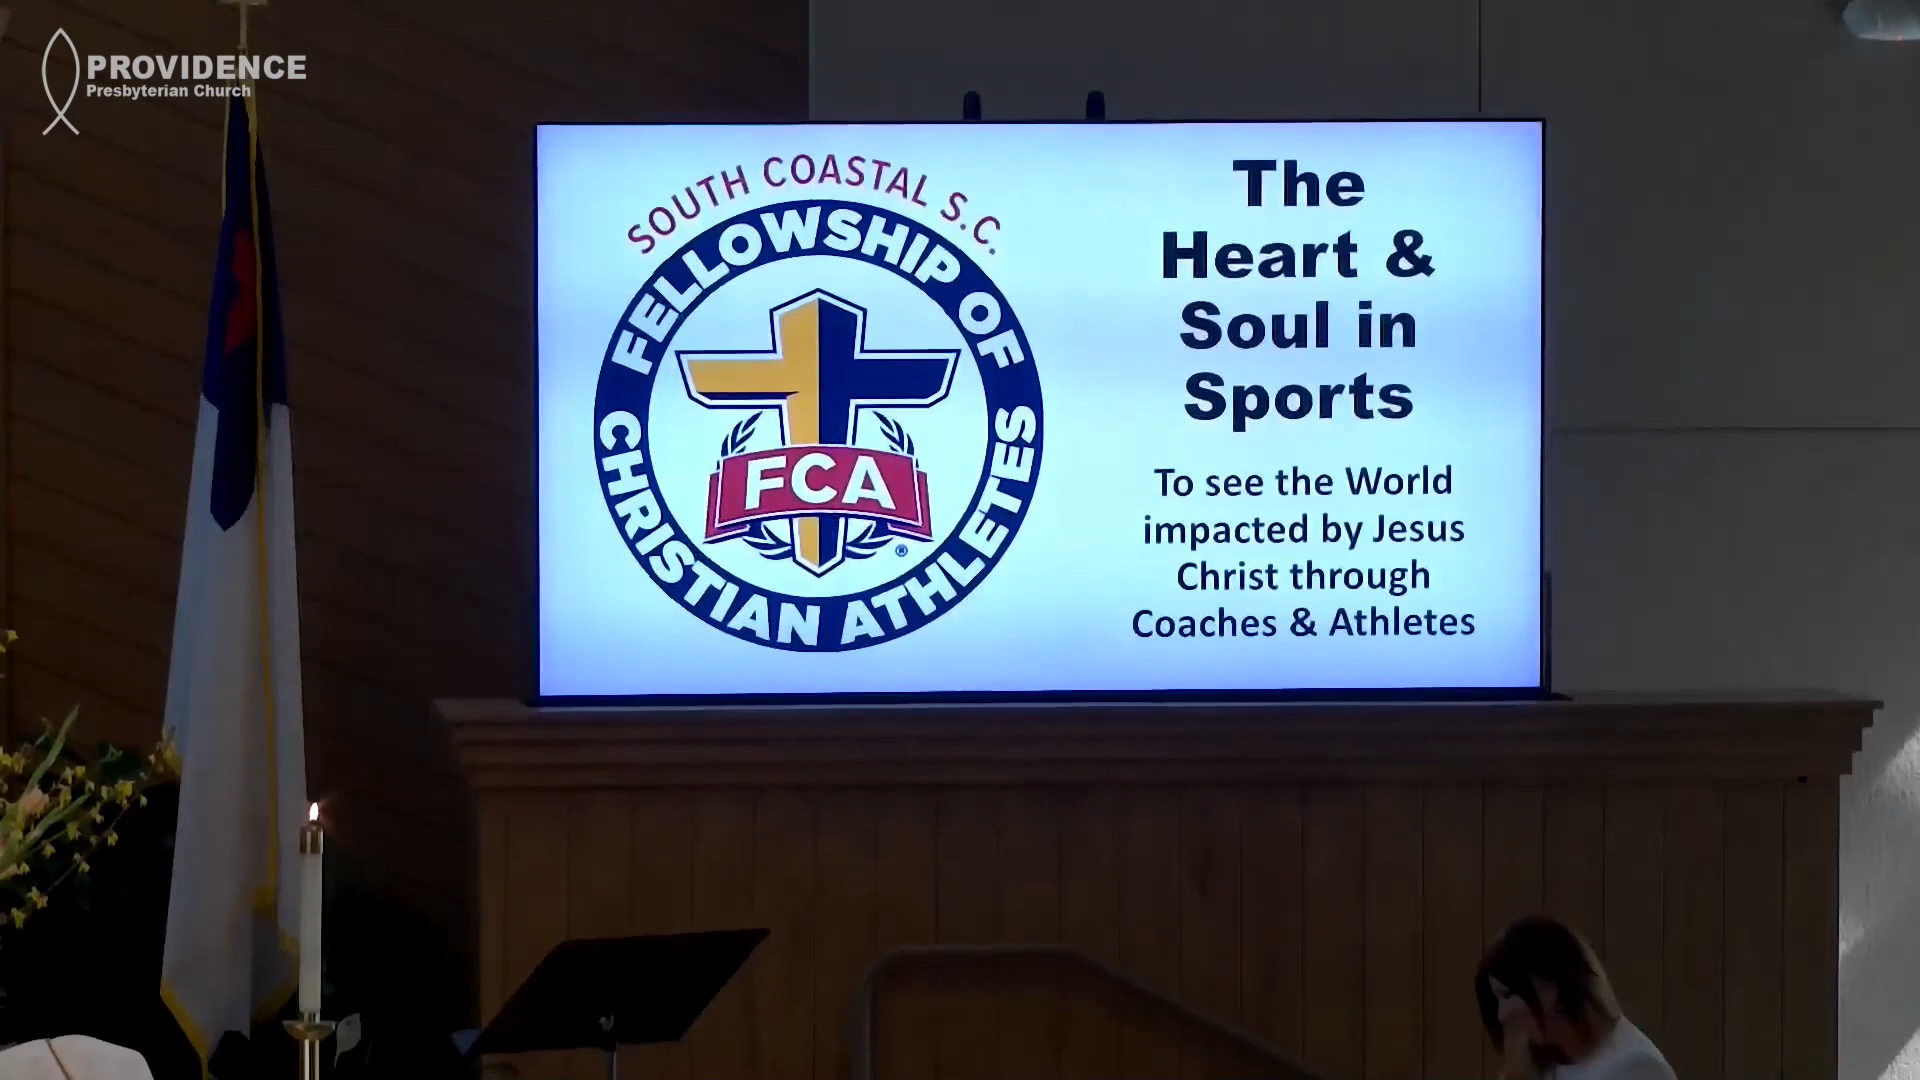 PROVIDENCE
Presbyterian Church
SOUTH COASTAL S.C.
FELLOWSHIP OF
CHRISTIAN ATHLETES
FCA
®
The
Heart &
Soul in
Sports
To see the World
impacted by Jesus
Christ through
Coaches & Athletes